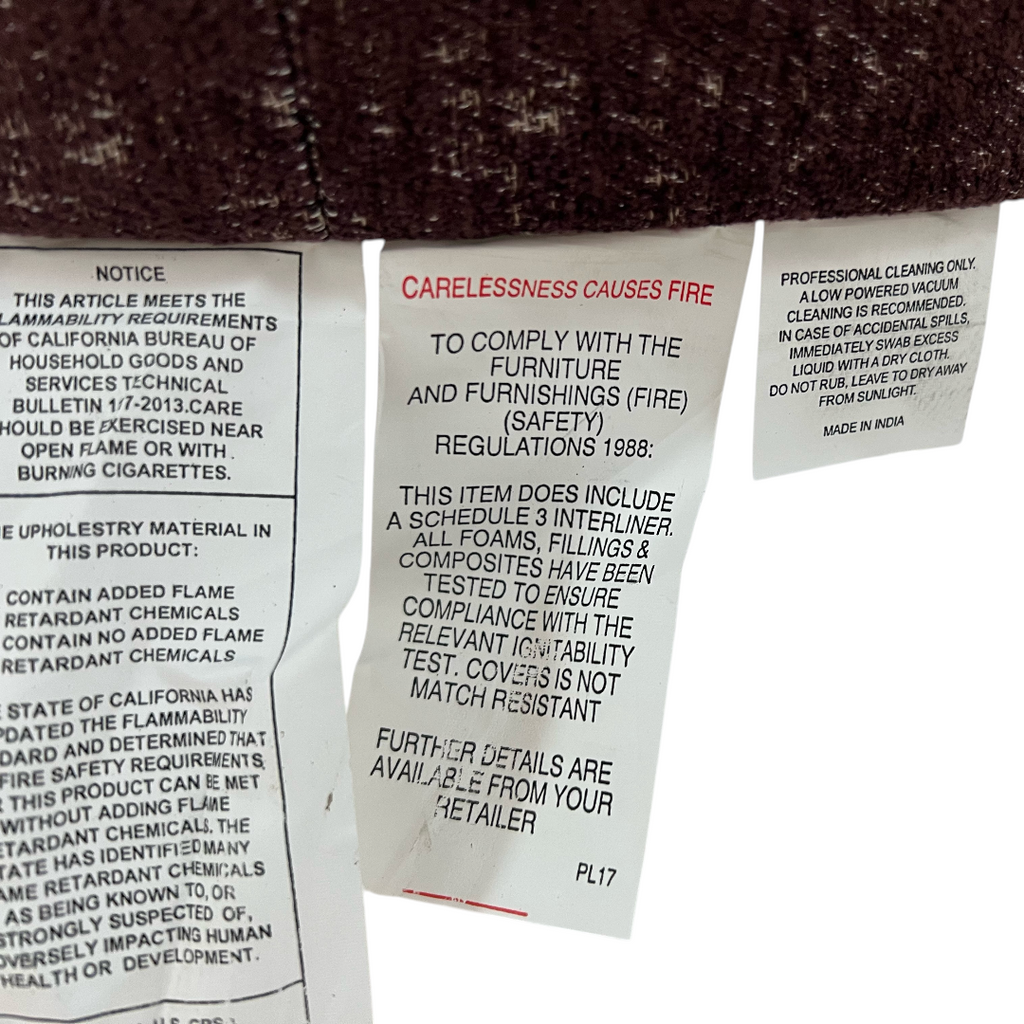 NOTICE
THIS ARTICLE MEETS THE
LAMMABILITY REQUIREMENTS
OF CALIFORNIA BUREAU OF
HOUSEHOLD GOODS AND
SERVICES TECHNICAL
BULLETIN 117-2013.CARE
HOULD BE EXERCISED NEAR
OPEN FLAME OR WITH
BURNING CIGARETTES.
E UPHOLESTRY MATERIAL IN
THIS PRODUCT:
CONTAIN ADDED FLAME
RETARDANT CHEMICALS
CONTAIN NO ADDED FLAME
RETARDANT CHEMICALS
STATE OF CALIFORNIA HAS
PDATED THE FLAMMABILITY
DARD AND DETERMINED THAT
FIRE SAFETY REQUIREMENTS
R THIS PRODUCT CAN BE MET
WITHOUT ADDING FLAME
ETARDANT CHEMICALS. THE
TATE HAS IDENTIFIED MANY
AME RETARDANT CHEMICALS
AS BEING KNOWN TO, OR
STRONGLY SUSPECTED OF,
DVERSELY IMPACTING HUMAN
HEALTH OR DEVELOPMENT.
CARELESSNESS CAUSES FIRE
TO COMPLY WITH THE
FURNITURE
AND FURNISHINGS (FIRE)
(SAFETY)
REGULATIONS 1988:
THIS ITEM DOES INCLUDE
A SCHEDULE 3 INTERLINER.
ALL FOAMS, FILLINGS &
COMPOSITES HAVE BEEN
TESTED TO ENSURE
COMPLIANCE WITH THE
RELEVANT IGNITABILITY
TEST. COVERS IS NOT
MATCH RESISTANT
FURTHER DETAILS ARE
AVAILABLE FROM YOUR
RETAILER
PL17
PROFESSIONAL CLEANING ONLY.
A LOW POWERED VACUUM
CLEANING IS RECOMMENDED.
IN CASE OF ACCIDENTAL SPILLS,
IMMEDIATELY SWAB EXCESS
LIQUID WITH A DRY CLOTH.
DO NOT RUB, LEAVE TO DRY AWAY
FROM SUNLIGHT.
MADE IN INDIA